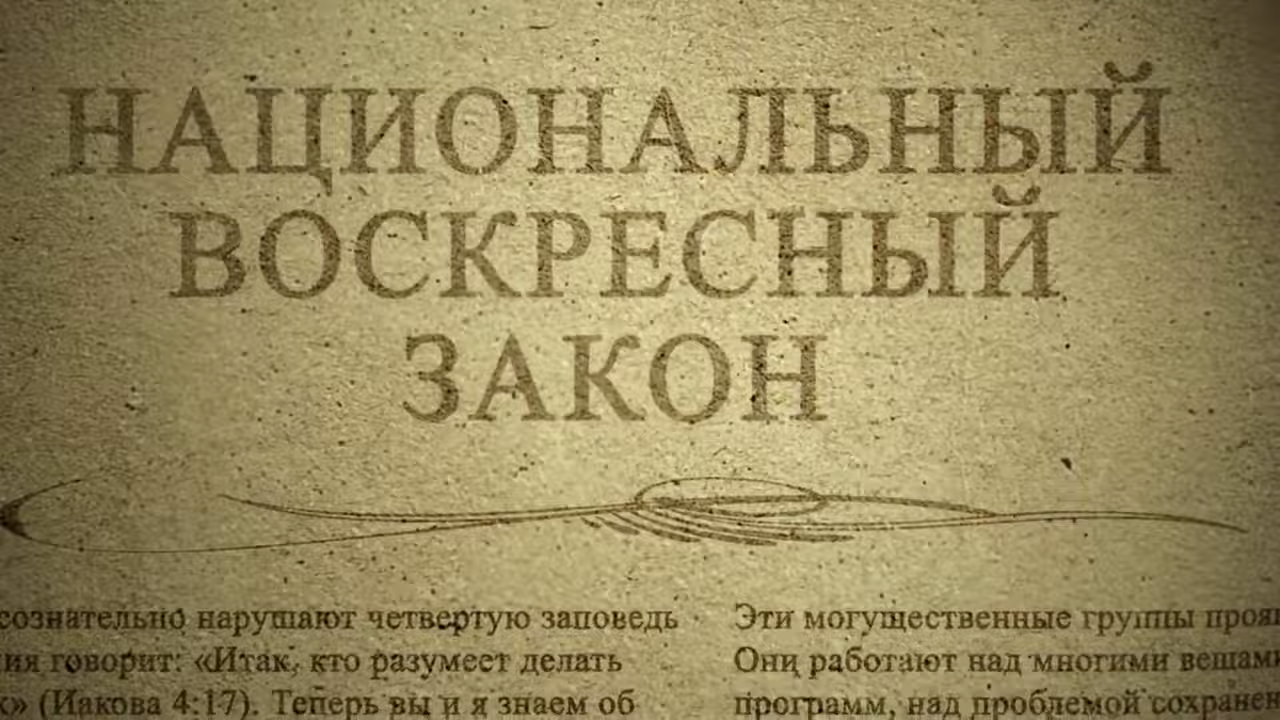 НАЦИОНАЛЬНЫЙ
ВОСКРЕСНЫЙ
ЗАКОН
сознательно нарушают четвертую заповедь
говорит: «Итак, кто разумеет делать
(Иакова 4:17). Теперь вы и я знаем об
Эти могущественные группы
Они работают над многими
программ, над проблемой